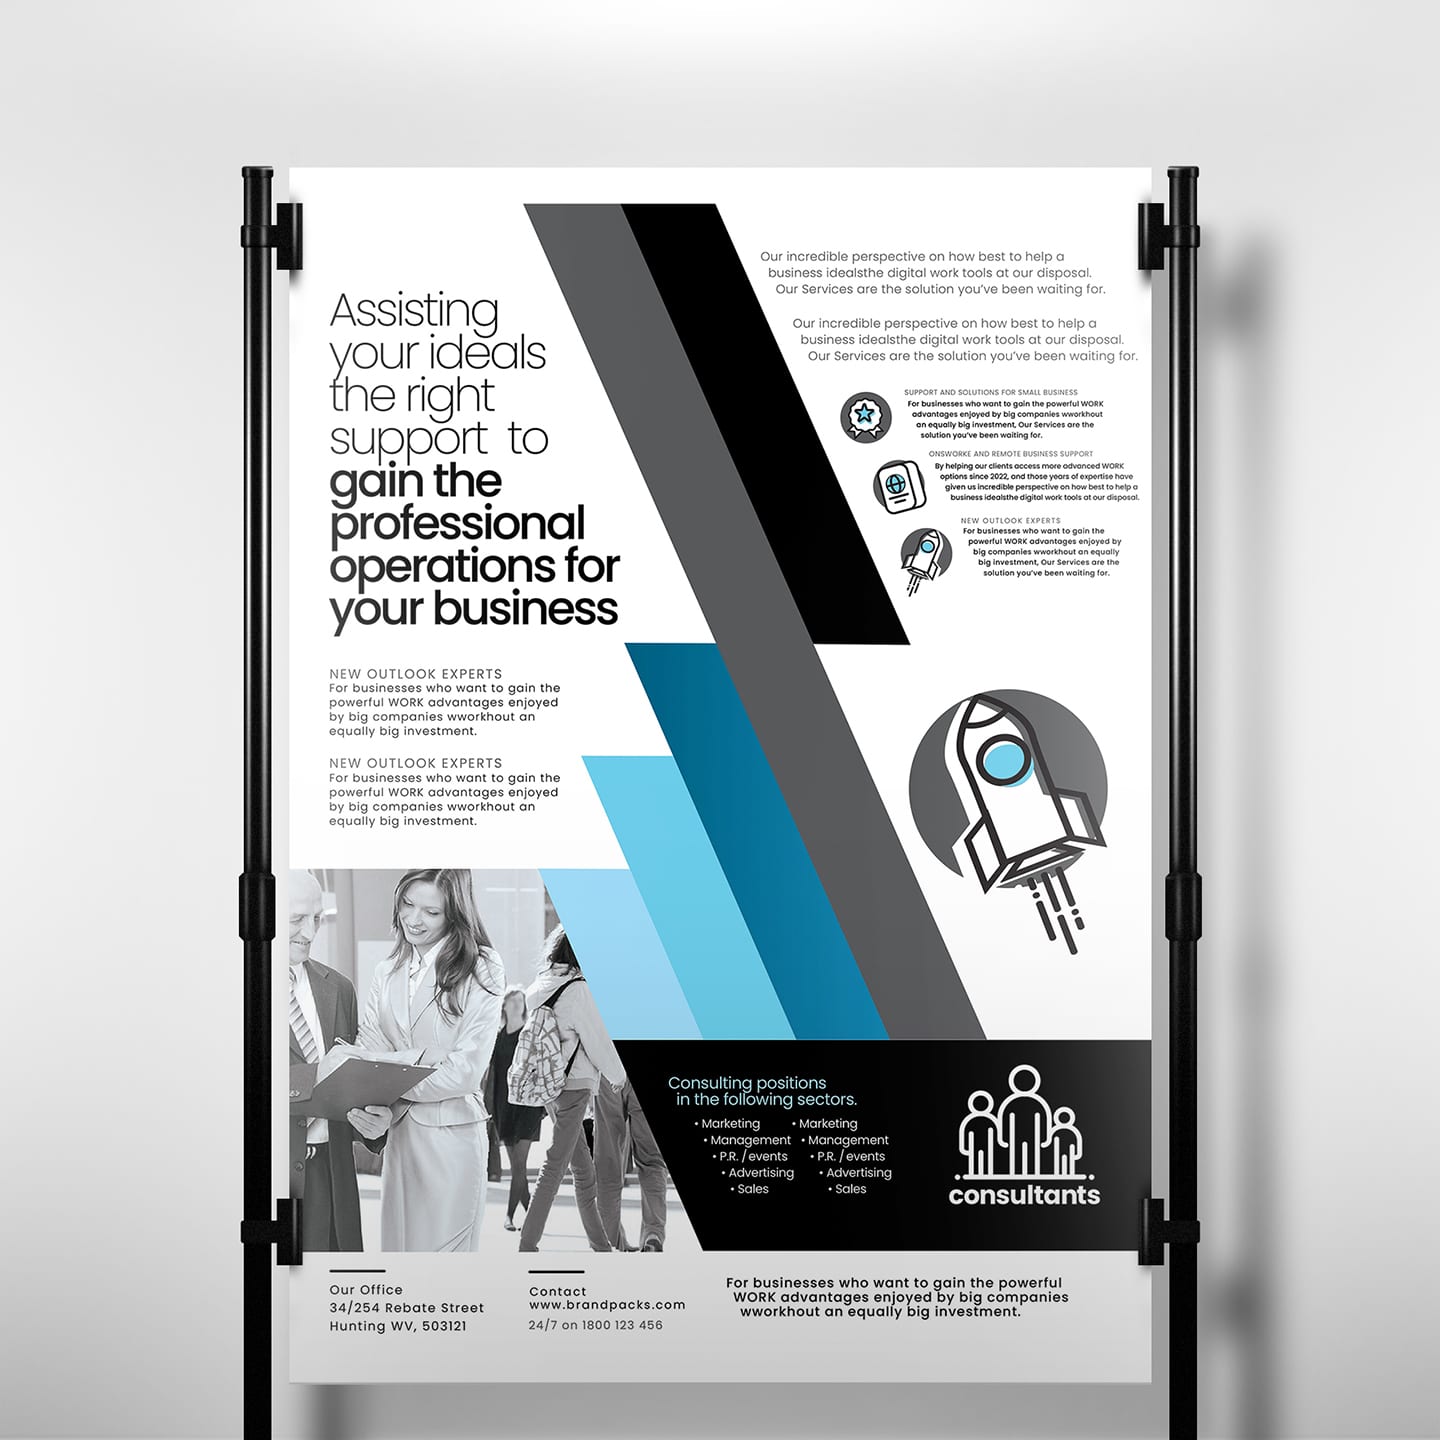 Assisting
your ideals
the right
support to
gain the
professional
operations for
your business
NEW OUTLOOK EXPERTS
For businesses who want to gain the
powerful WORK advantages enjoyed
by big companies wworkhout an
equally big investment.
NEW OUTLOOK EXPERTS
For businesses who want to gain the
powerful WORK advantages enjoyed
by big companies wworkhout an
equally big investment.
Our incredible perspective on how best to help a
business idealsthe digital work tools at our disposal.
Our Services are the solution you've been waiting for.
Our incredible perspective on how best to help a
business idealsthe digital work tools at our disposal.
Our Services are the solution you've been waiting for.
SUPPORT AND SOLUTIONS FOR SMALL BUSINESS
For businesses who want to gain the powerful WORK
advantages enjoyed by big companies wworkhout
an equally big investment, Our Services are the
solution you've been waiting for.
ONSWORKE AND REMOTE BUSINESS SUPPORT
By helping our clients access more advanced WORK
options since 2022, and those years of expertise have
given us incredible perspective on how best to help a
business idealsthe digital work tools at our disposal.
NEW OUTLOOK EXPERTS
For businesses who want to gain the
powerful WORK advantages enjoyed by
big companies wworkhout an equally
big investment, Our Services are the
solution you've been waiting for.
Consulting positions
in the following sectors.
• Marketing
• Management
• P.R. / events
• Advertising
• Sales
• Marketing
• Management
• P.R. / events
• Advertising
• Sales
consultants
Our Office
34/254 Rebate Street
Hunting WV, 503121
Contact
www.brandpacks.com
24/7 on 1800 123 456
For businesses who want to gain the powerful
WORK advantages enjoyed by big companies
wworkhout an equally big investment.